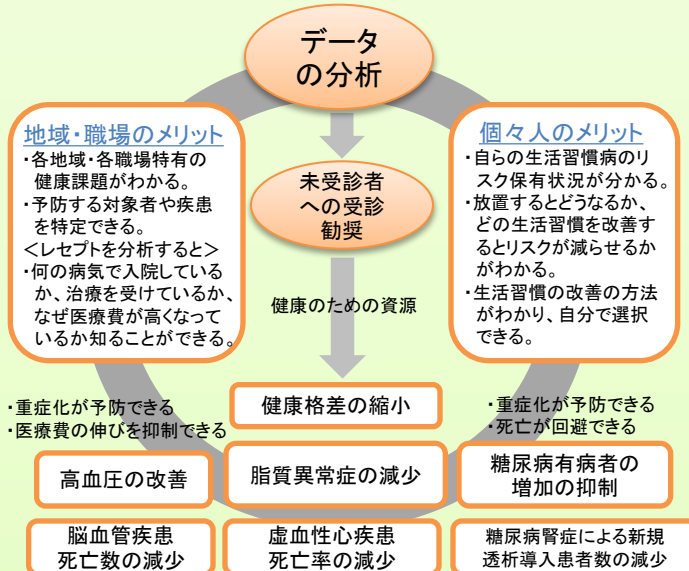 データ
の分析
地域・職場のメリット
・各地域・各職場特有の
健康課題がわかる。
・予防する対象者や疾患
を特定できる。
＜レセプトを分析すると＞
・何の病気で入院している
か、治療を受けているか、
なぜ医療費が高くなって
いるか知ることができる。
未受診者
への受診
勧奨
個々人のメリット
・自らの生活習慣病のリ
スク保有状況が分かる。
・放置するとどうなるか、
どの生活習慣を改善す
るとリスクが減らせるか
がわかる。
・生活習慣の改善の方法
がわかり、自分で選択
できる。
健康のための資源
・重症化が予防できる
・医療費の伸びを抑制できる
健康格差の縮小
・重症化が予防できる
・死亡が回避できる
高血圧の改善
脂質異常症の減少
糖尿病有病者の
増加の抑制
脳血管疾患
死亡数の減少
虚血性心疾患
死亡率の減少
糖尿病腎症による新規
透析導入患者数の減少